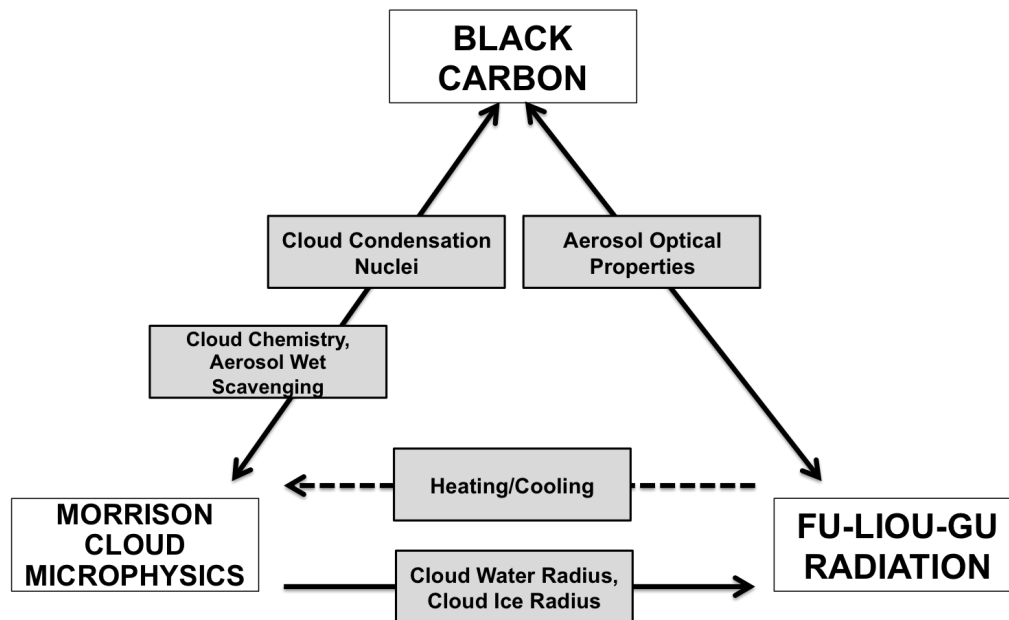 BLACK
CARBON
Cloud Condensation
Nuclei
Aerosol Optical
Properties
Cloud Chemistry,
Aerosol Wet
Scavenging
Heating/Cooling
MORRISON
CLOUD
MICROPHYSICS
FU-LIOU-GU
RADIATION
Cloud Water Radius,
Cloud Ice Radius